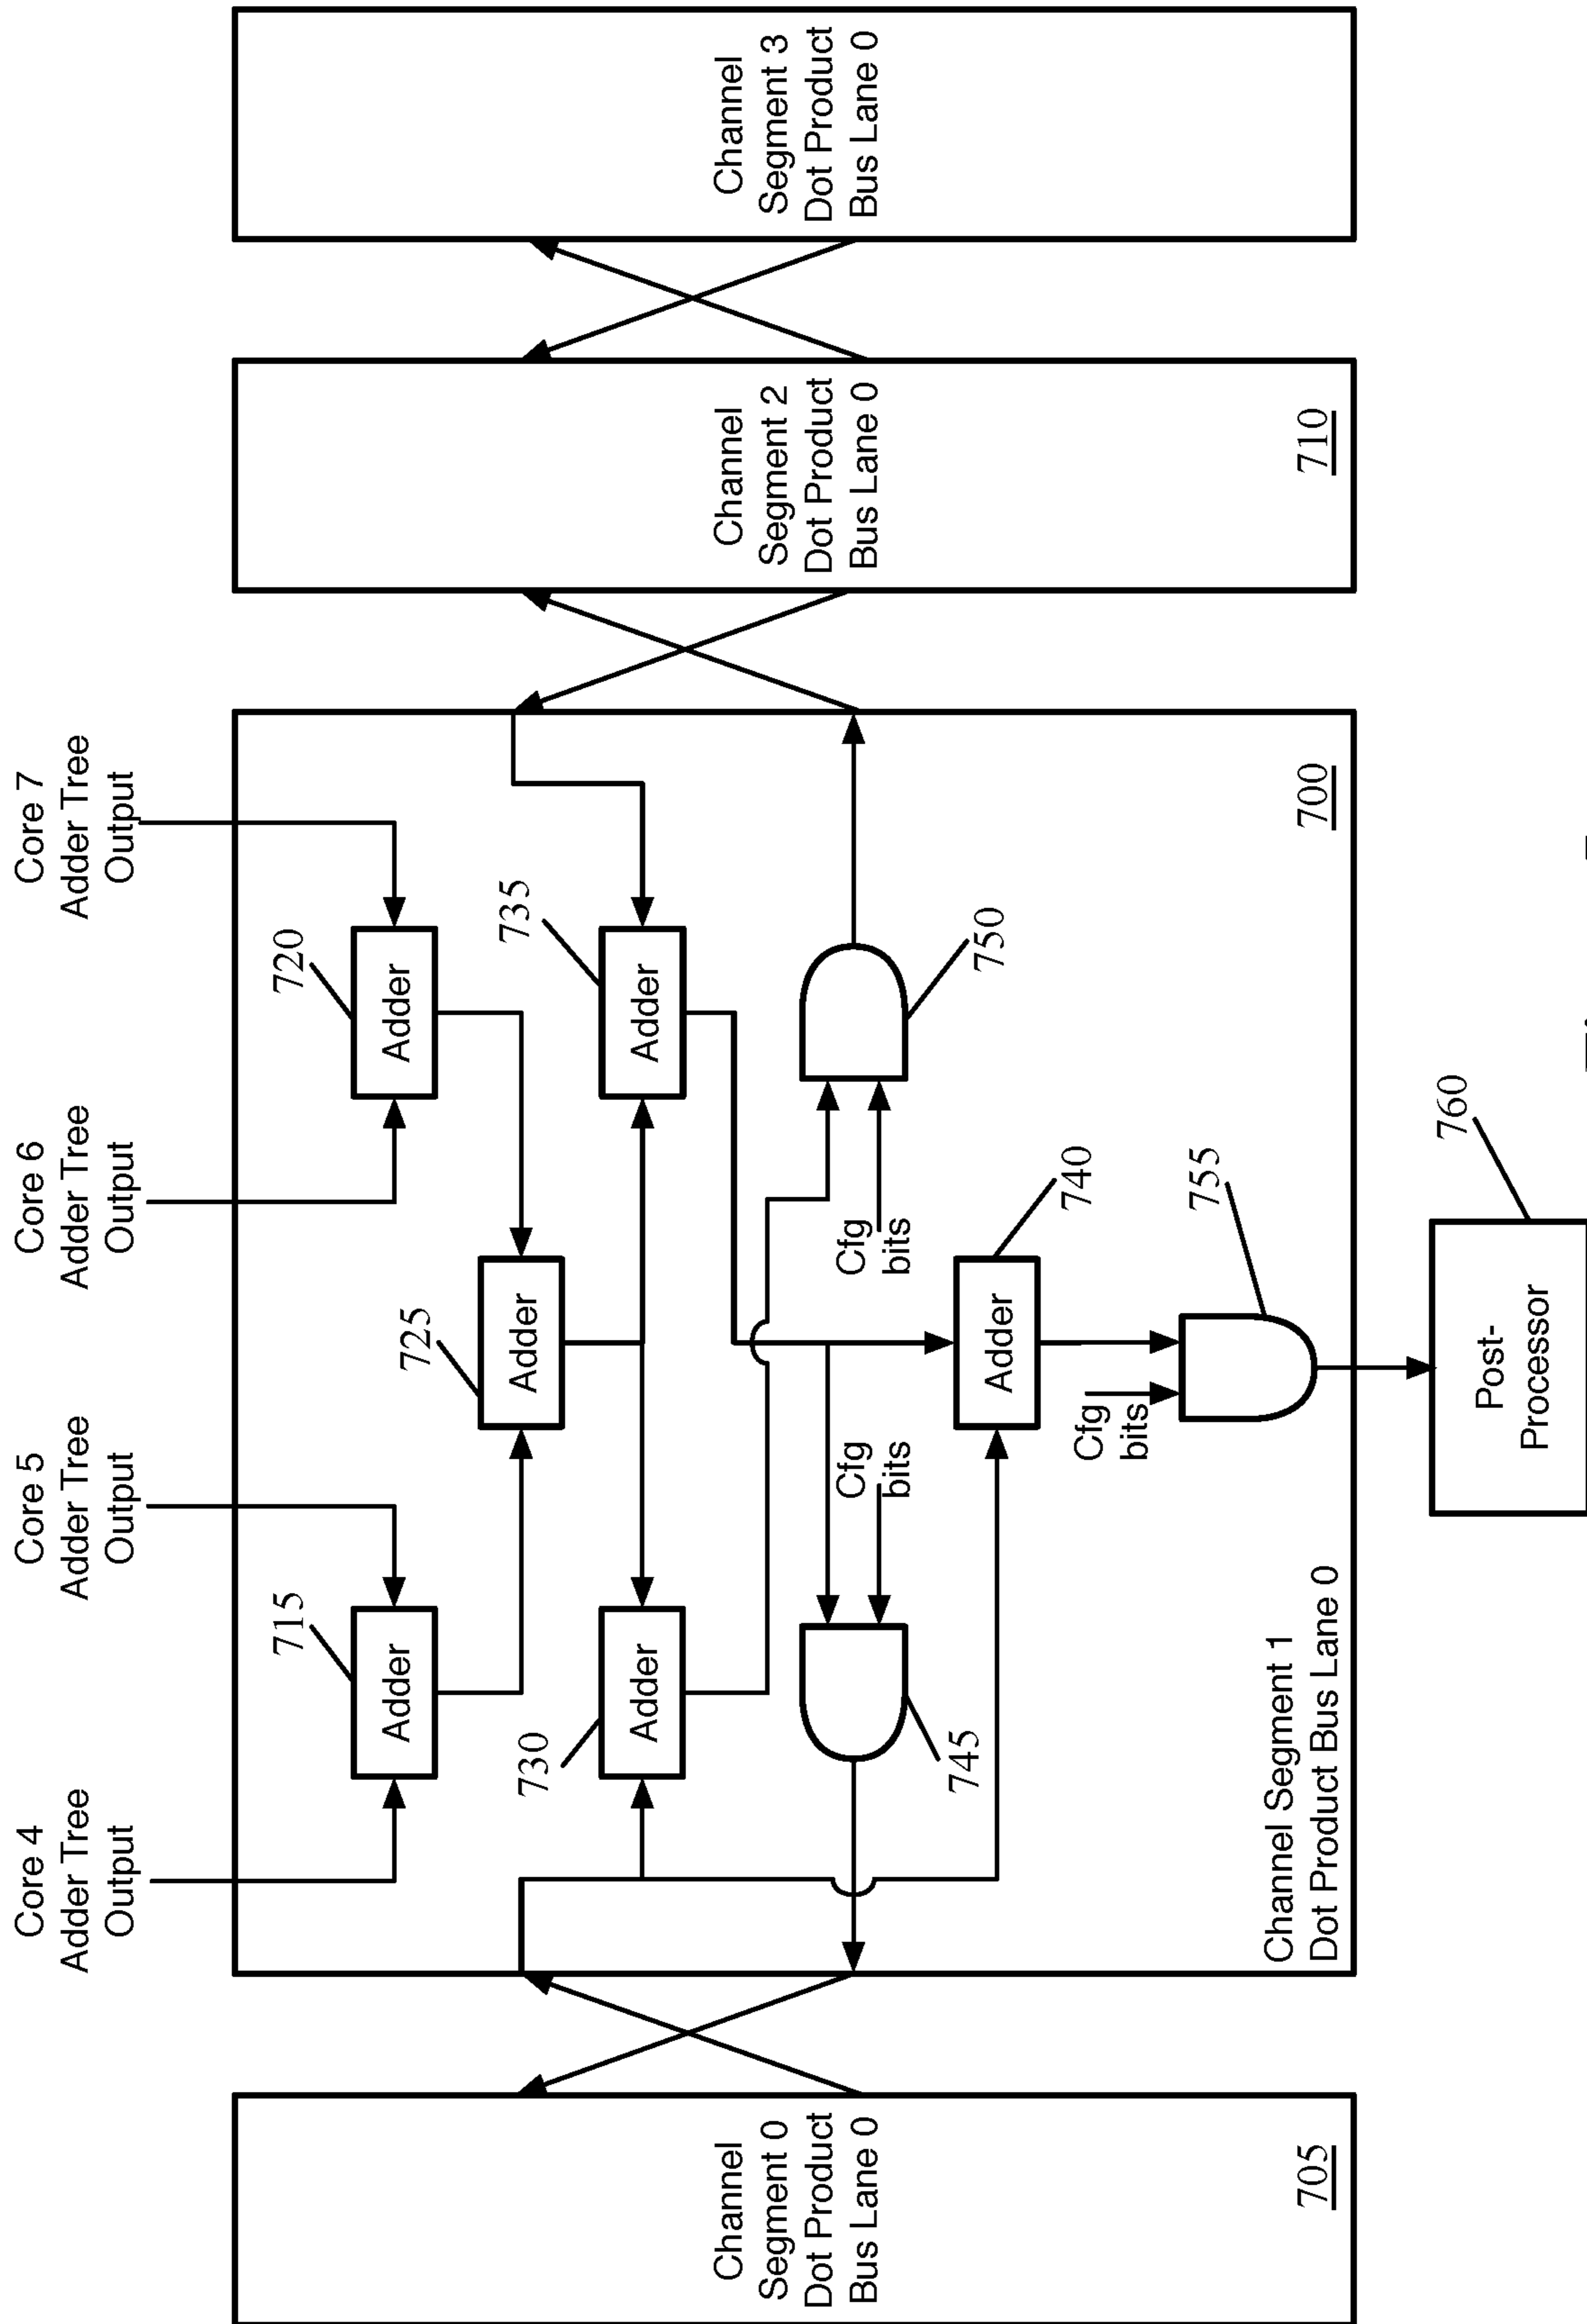 Core 4
Adder Tree
Output
Core 5
Adder Tree
Output
Core 6
Adder Tree
Output
Core 7
Adder Tree
Output
715
Adder
720
Adder
725
Adder
730
Adder
735
Adder
Cfg
bits
745
Cfg
bits
750
740
Adder
Cfg
bits
755
Channel Segment 1
Dot Product Bus Lane 0
700
Channel
Segment 0
Dot Product
Bus Lane 0
705
Channel
Segment 2
Dot Product
Bus Lane 0
710
Channel
Segment 3
Dot Product
Bus Lane 0
760
Post-
Processor